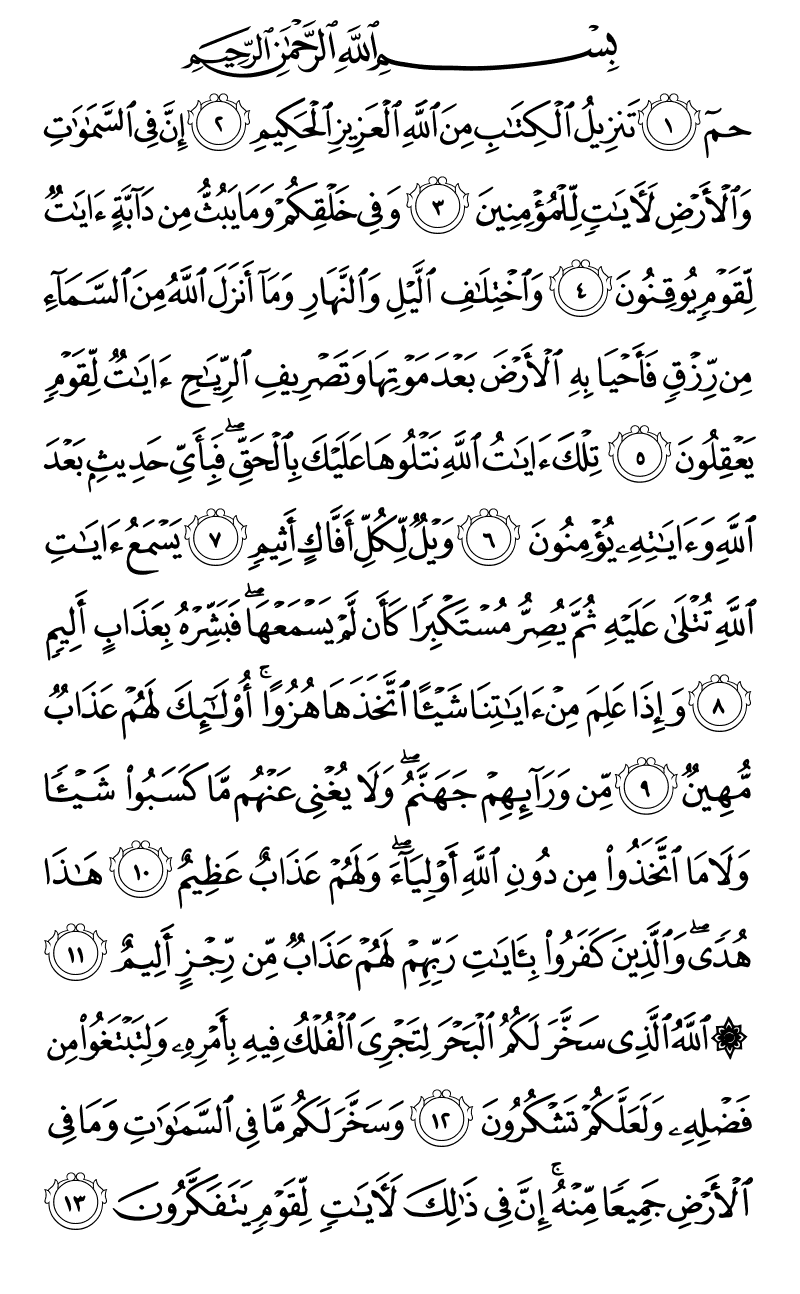 بِسْمِ ٱللَّهِ ٱلرَّحْمَٰنِ ٱلرَّحِيمِ
حمٓ ١ تَنزِيلُ ٱلْكِتَٰبِ مِنَ ٱللَّهِ ٱلْعَزِيزِ ٱلْحَكِيمِ ٢ إِنَّ فِى ٱلسَّمَٰوَٰتِ
وَٱلْأَرْضِ لَءَايَٰتٍ لِّلْمُؤْمِنِينَ ٣ وَفِى خَلْقِكُمْ وَمَا يَبُثُّ مِن دَآبَّةٍ ءَايَٰتٌ
لِّقَوْمٍ يُوقِنُونَ ٤ وَٱخْتِلَٰفِ ٱلَّيْلِ وَٱلنَّهَارِ وَمَآ أَنزَلَ ٱللَّهُ مِنَ ٱلسَّمَآءِ
مِن رِّزْقٍ فَأَحْيَا بِهِ ٱلْأَرْضَ بَعْدَ مَوْتِهَا وَتَصْرِيفِ ٱلرِّيَٰحِ ءَايَٰتٌ لِّقَوْمٍ
يَعْقِلُونَ ٥ تِلْكَ ءَايَٰتُ ٱللَّهِ نَتْلُوهَا عَلَيْكَ بِٱلْحَقِّ ۖ فَبِأَىِّ حَدِيثٍۭ بَعْدَ
ٱللَّهِ وَءَايَٰتِهِۦ يُؤْمِنُونَ ٦ وَيْلٌ لِّكُلِّ أَفَّاكٍ أَثِيمٍ ٧ يَسْمَعُ ءَايَٰتِ
ٱللَّهِ تُتْلَىٰ عَلَيْهِ ثُمَّ يُصِرُّ مُسْتَكْبِرًا كَأَن لَّمْ يَسْمَعْهَا ۖ فَبَشِّرْهُ بِعَذَابٍ أَلِيمٍ
٨ وَإِذَا عَلِمَ مِنْ ءَايَٰتِنَا شَيْـًٔا ٱتَّخَذَهَا هُزُوًا ۚ أُو۟لَٰٓئِكَ لَهُمْ عَذَابٌ
مُّهِينٌ ٩ مِّن وَرَآئِهِمْ جَهَنَّمُ ۖ وَلَا يُغْنِى عَنْهُم مَّا كَسَبُوا۟ شَيْـًٔا
وَلَا مَا ٱتَّخَذُوا۟ مِن دُونِ ٱللَّهِ أَوْلِيَآءَ ۖ وَلَهُمْ عَذَابٌ عَظِيمٌ ١٠ هَٰذَا
هُدًى ۖ وَٱلَّذِينَ كَفَرُوا۟ بِـَٔايَٰتِ رَبِّهِمْ لَهُمْ عَذَابٌ مِّن رِّجْزٍ أَلِيمٌ ١١
۞ ٱللَّهُ ٱلَّذِى سَخَّرَ لَكُمُ ٱلْبَحْرَ لِتَجْرِىَ ٱلْفُلْكُ فِيهِ بِأَمْرِهِۦ وَلِتَبْتَغُوا۟ مِن
فَضْلِهِۦ وَلَعَلَّكُمْ تَشْكُرُونَ ١٢ وَسَخَّرَ لَكُم مَّا فِى ٱلسَّمَٰوَٰتِ وَمَا فِى
ٱلْأَرْضِ جَمِيعًا مِّنْهُ ۚ إِنَّ فِى ذَٰلِكَ لَءَايَٰتٍ لِّقَوْمٍ يَتَفَكَّرُونَ ١٣